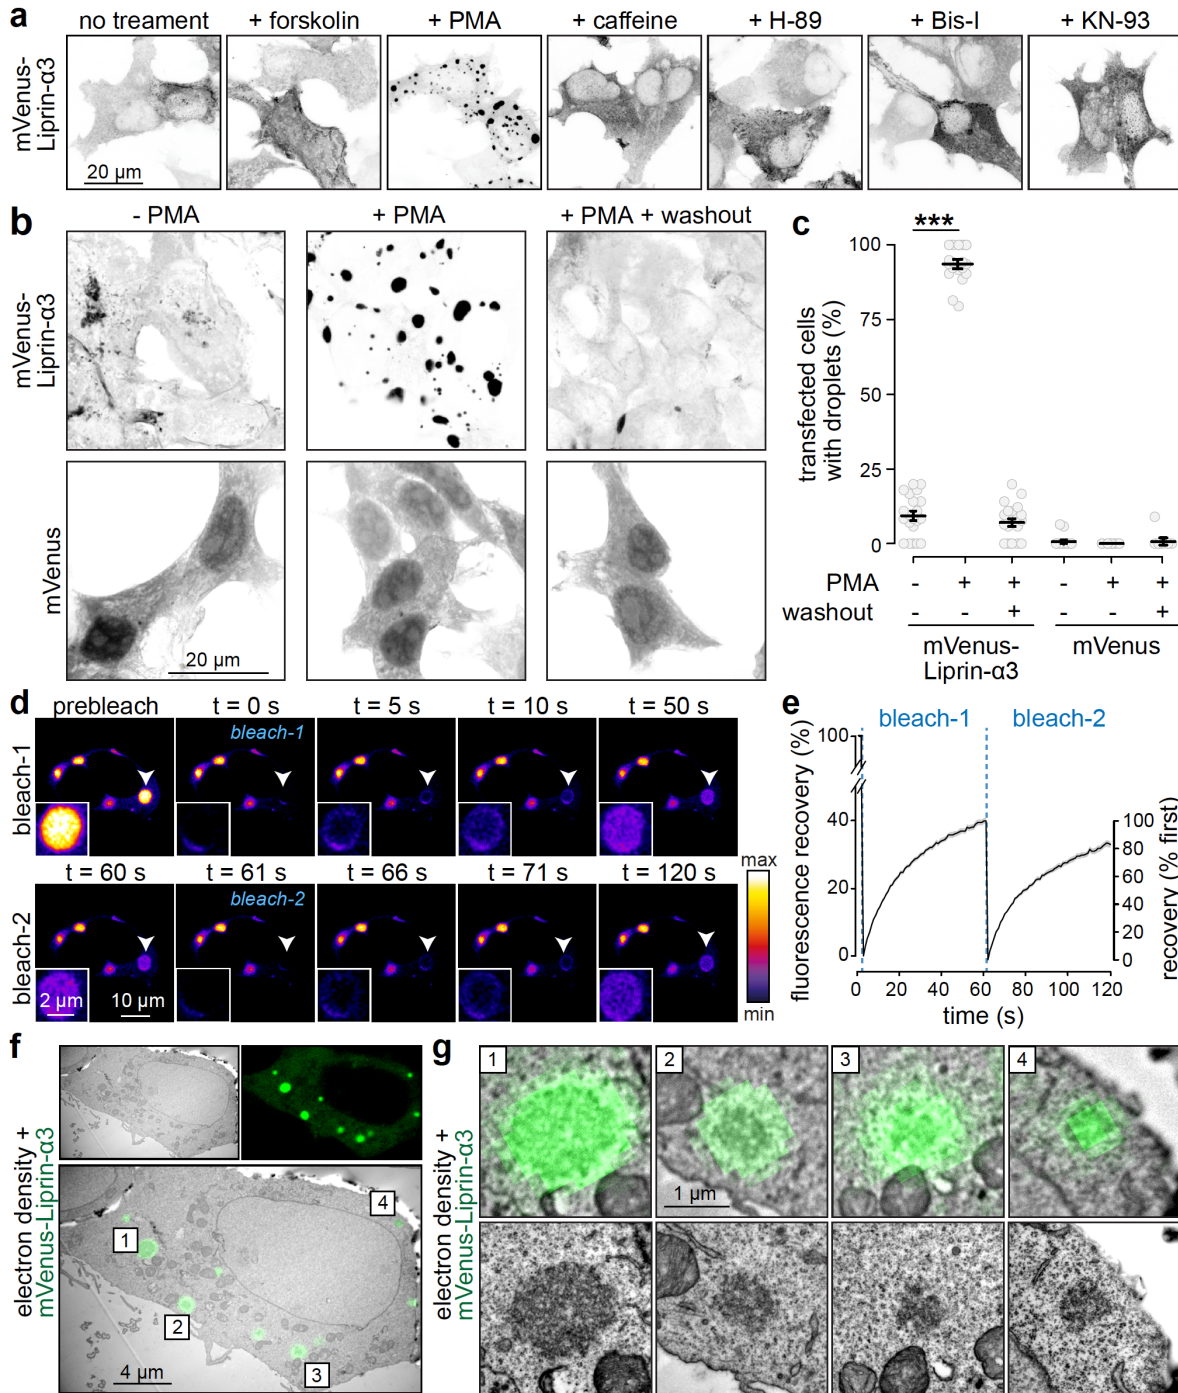 a
no treament
+ forskolin
+ PMA
+ caffeine
+ H-89
+ Bis-I
+ KN-93
mVenus-
Liprin-α3
20 µm
b
- PMA
+ PMA
+ PMA + washout
mVenus-
Liprin-α3
mVenus
20 µm
c
***
transfected cells
with droplets (%)
100
75
50
25
0
PMA
-
+
+
-
+
+
washout
-
-
+
-
-
+
mVenus-
Liprin-α3
mVenus
d
prebleach
t = 0 s
t = 5 s
t = 10 s
t = 50 s
bleach-1
bleach-1
t = 60 s
t = 61 s
t = 66 s
t = 71 s
t = 120 s
bleach-2
bleach-2
2 µm
10 µm
max
min
e
bleach-1
bleach-2
fluorescence recovery (%)
100
40
20
0
recovery (% first)
100
80
60
40
20
0
0
20
40
60
80
100
120
time (s)
f
electron density +
mVenus-Liprin-α3
1
2
3
4
4 µm
g
electron density +
mVenus-Liprin-α3
1
2
3
4
1 µm